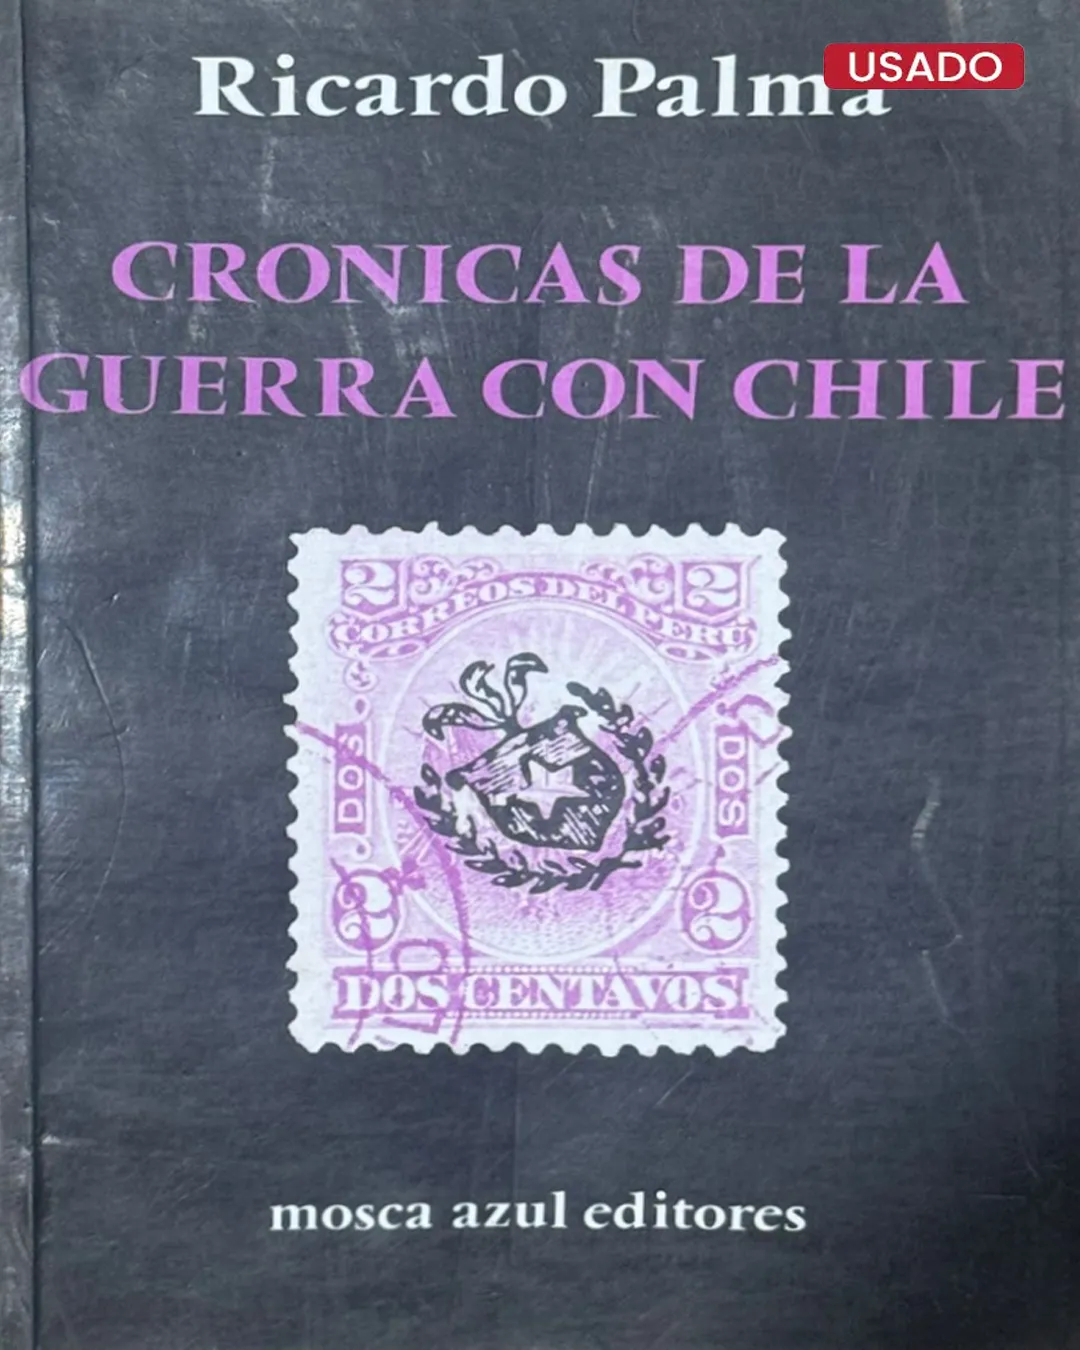 Ricardo Palma
USADO
CRONICAS DE LA
GUERRA CON CHILE
2 2
CORREOS DEL PERU
DOS DOS
2 2
DOS CENTAVOS
mosca azul editores